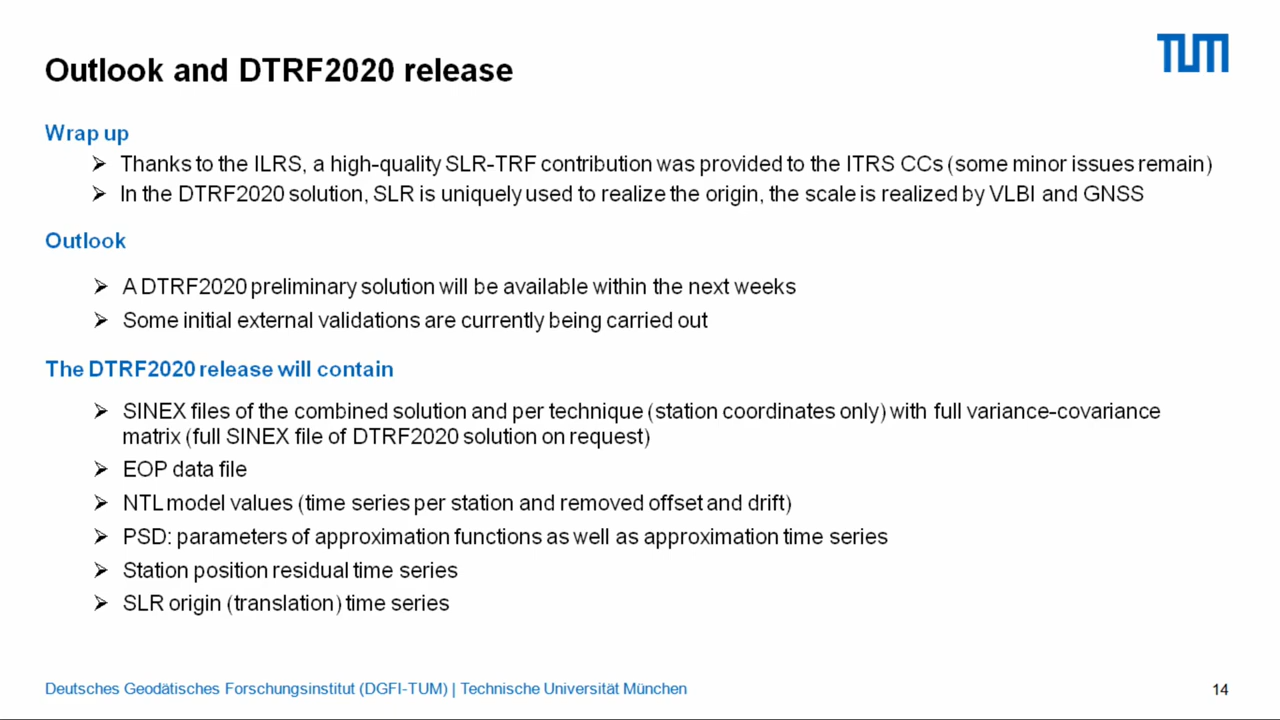 TUM
Outlook and DTRF2020 release
Wrap up
➢ Thanks to the ILRS, a high-quality SLR-TRF contribution was provided to the ITRS CCs (some minor issues remain)
➢ In the DTRF2020 solution, SLR is uniquely used to realize the origin, the scale is realized by VLBI and GNSS
Outlook
➢ A DTRF2020 preliminary solution will be available within the next weeks
➢ Some initial external validations are currently being carried out
The DTRF2020 release will contain
➢ SINEX files of the combined solution and per technique (station coordinates only) with full variance-covariance
matrix (full SINEX file of DTRF2020 solution on request)
➢ EOP data file
➢ NTL model values (time series per station and removed offset and drift)
➢ PSD: parameters of approximation functions as well as approximation time series
➢ Station position residual time series
➢ SLR origin (translation) time series
Deutsches Geodätisches Forschungsinstitut (DGFI-TUM) | Technische Universität München
14